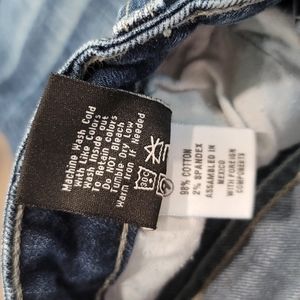 Machine Wash Cold
With Like Colors
Wash Inside out
To Retain colors
Do NOT Bleach
Tumble Dry Low
Warm Iron If Needed
98% COTTON
2% SPANDEX
ASSEMBLED IN
MEXICO
WITH FOREIGN
COMPONENTS